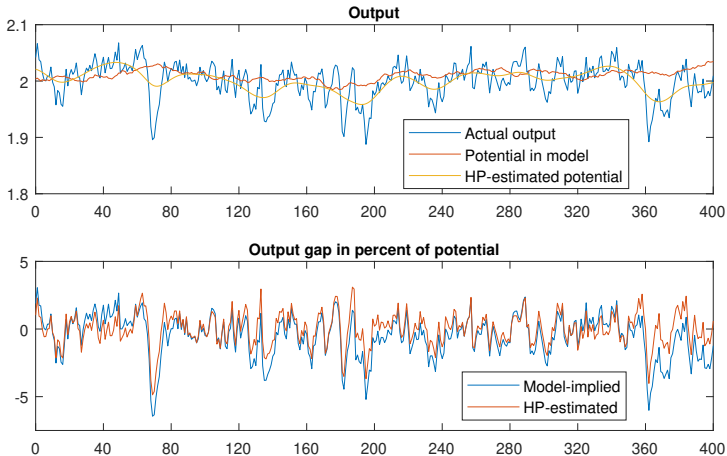 Output
2.1
2
1.9
1.8
Actual output
Potential in model
HP-estimated potential
0 40 80 120 160 200 240 280 320 360 400
Output gap in percent of potential
5
0
-5
Model-implied
HP-estimated
0 40 80 120 160 200 240 280 320 360 400